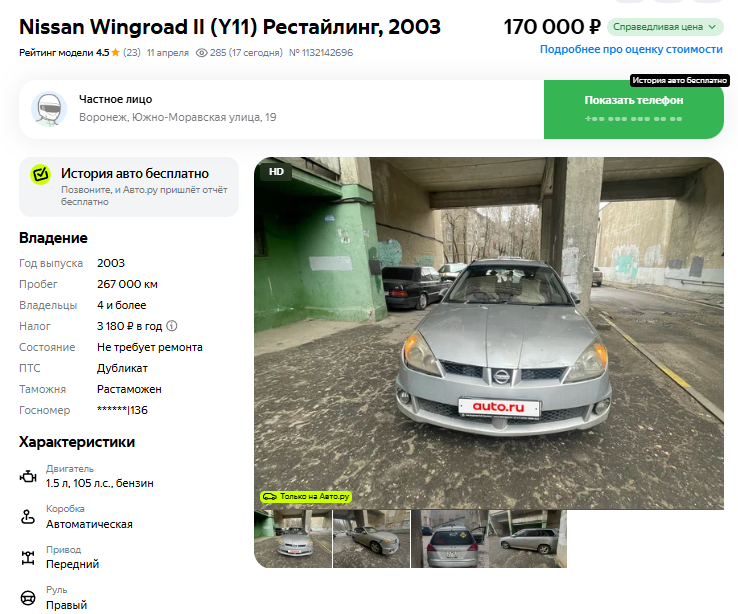 Nissan Wingroad II (Y11) Рестайлинг, 2003
170 000 ₽ Справедливая цена
Рейтинг модели 4.5 (23) 11 апреля 285 (17 сегодня) № 1132142696
Подробнее про оценку стоимости
История авто бесплатно
Частное лицо
Воронеж, Южно-Моравская улица, 19
Показать телефон
История авто бесплатно
Позвоните, и Авто.ру пришлёт отчёт
бесплатно
HD
Владение
Год выпуска 2003
Пробег 267 000 км
Владельцы 4 и более
Налог 3 180 ₽ в год
Состояние Не требует ремонта
ПТС Дубликат
Таможня Растаможен
Госномер ******|136
auto.ru
Только на Авто.ру
Характеристики
Двигатель
1.5 л, 105 л.с., бензин
Коробка
Автоматическая
Привод
Передний
Руль
Правый